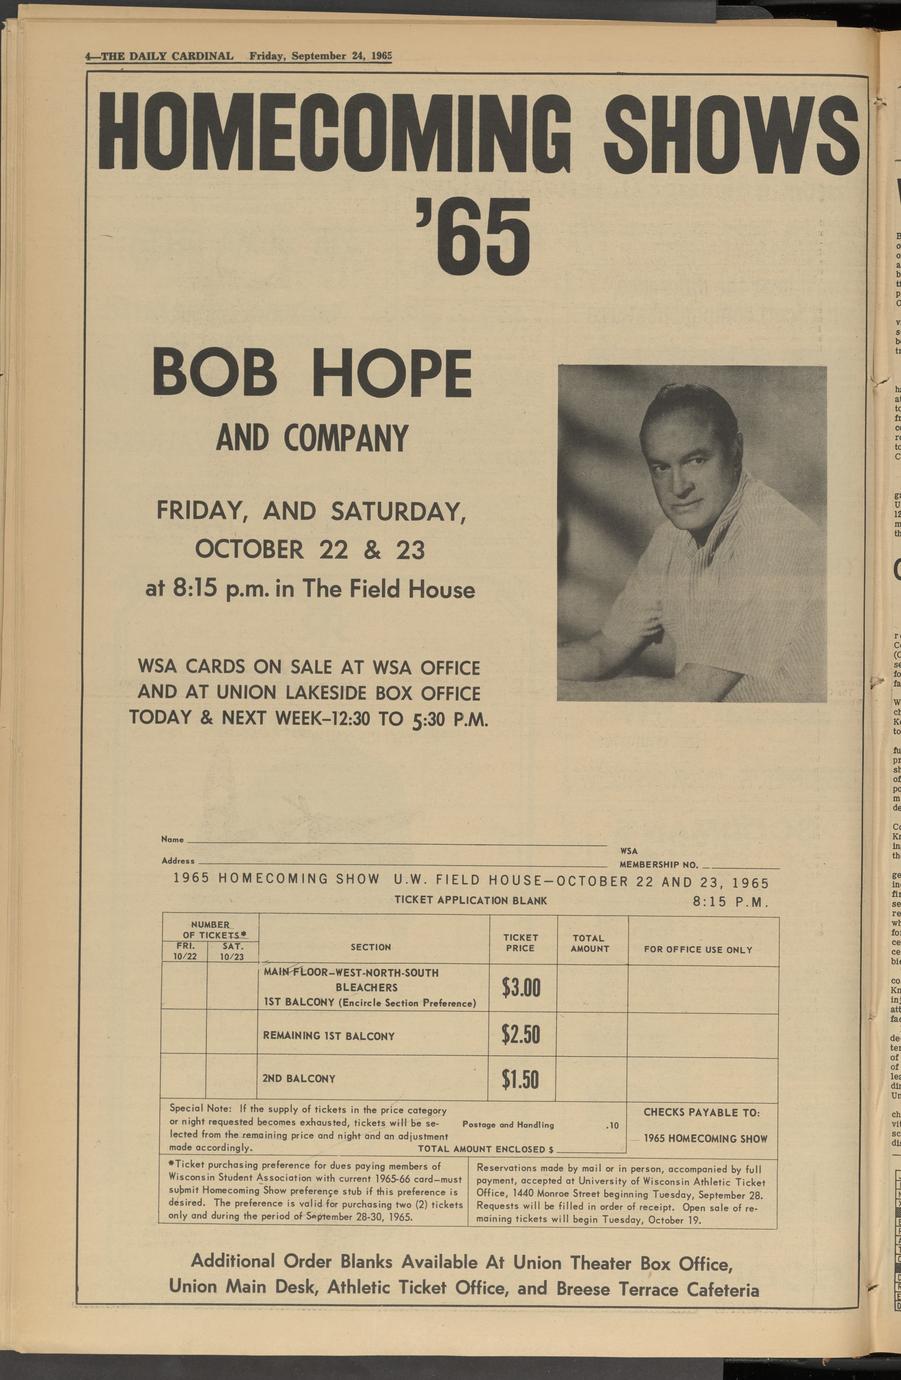 4—THE DAILY CARDINAL Friday, September 24, 1965
HOMECOMING SHOWS
'65
BOB HOPE
AND COMPANY
FRIDAY, AND SATURDAY,
OCTOBER 22 & 23
at 8:15 p.m. in The Field House
WSA CARDS ON SALE AT WSA OFFICE
AND AT UNION LAKESIDE BOX OFFICE
TODAY & NEXT WEEK–12:30 TO 5:30 P.M.
Name
Address
WSA
MEMBERSHIP NO.
1965 HOMECOMING SHOW U.W. FIELD HOUSE—OCTOBER 22 AND 23, 1965
TICKET APPLICATION BLANK 8:15 P.M.
NUMBER
OF TICKETS*
FRI.
10/22
SAT.
10/23
SECTION
TICKET
PRICE
TOTAL
AMOUNT
FOR OFFICE USE ONLY
MAIN FLOOR–WEST-NORTH-SOUTH
BLEACHERS
1ST BALCONY (Encircle Section Preference)
$3.00
REMAINING 1ST BALCONY
$2.50
2ND BALCONY
$1.50
Special Note: If the supply of tickets in the price category
or night requested becomes exhausted, tickets will be se-
lected from the remaining price and night and an adjustment
made accordingly.
Postage and Handling .10
TOTAL AMOUNT ENCLOSED $
CHECKS PAYABLE TO:
1965 HOMECOMING SHOW
*Ticket purchasing preference for dues paying members of
Wisconsin Student Association with current 1965-66 card—must
submit Homecoming Show preference stub if this preference is
desired. The preference is valid for purchasing two (2) tickets
only and during the period of September 28-30, 1965.
Reservations made by mail or in person, accompanied by full
payment, accepted at University of Wisconsin Athletic Ticket
Office, 1440 Monroe Street beginning Tuesday, September 28.
Requests will be filled in order of receipt. Open sale of re-
maining tickets will begin Tuesday, October 19.
Additional Order Blanks Available At Union Theater Box Office,
Union Main Desk, Athletic Ticket Office, and Breese Terrace Cafeteria